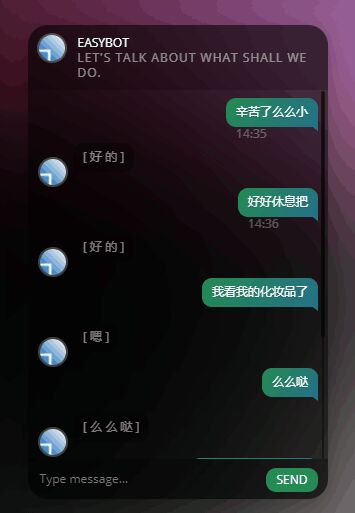 EASYBOT
LET'S TALK ABOUT WHAT SHALL WE
DO.
辛苦了么么小
14:35
[好的]
好好休息把
14:36
[好的]
我看我的化妆品了
[嗯]
么么哒
[么么哒]
Type message...
SEND